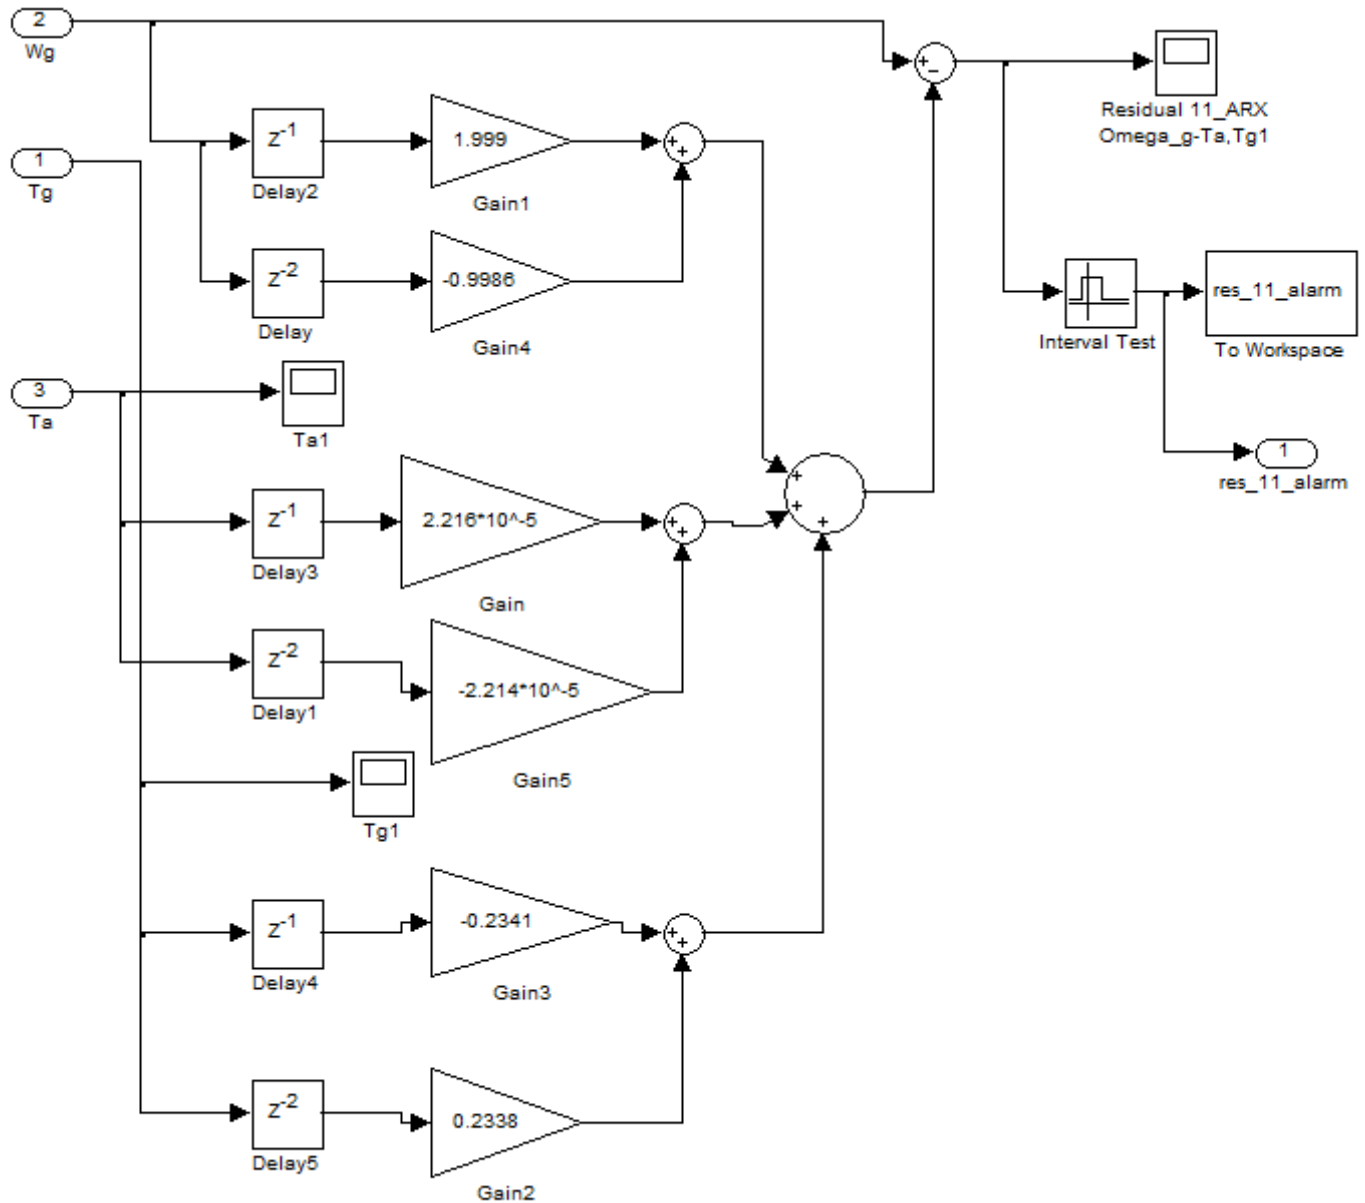 2
Wg
Residual 11_ARX
Omega_g-Ta,Tg1
+
−
z-1
Delay2
1.999
Gain1
+
+
1
Tg
z-2
Delay
-0.9986
Gain4
Interval Test
res_11_alarm
To Workspace
3
Ta
Ta1
1
res_11_alarm
+
+
+
z-1
Delay3
2.216*10^-5
Gain
+
+
z-2
Delay1
-2.214*10^-5
Gain5
Tg1
z-1
Delay4
-0.2341
Gain3
+
+
z-2
Delay5
0.2338
Gain2